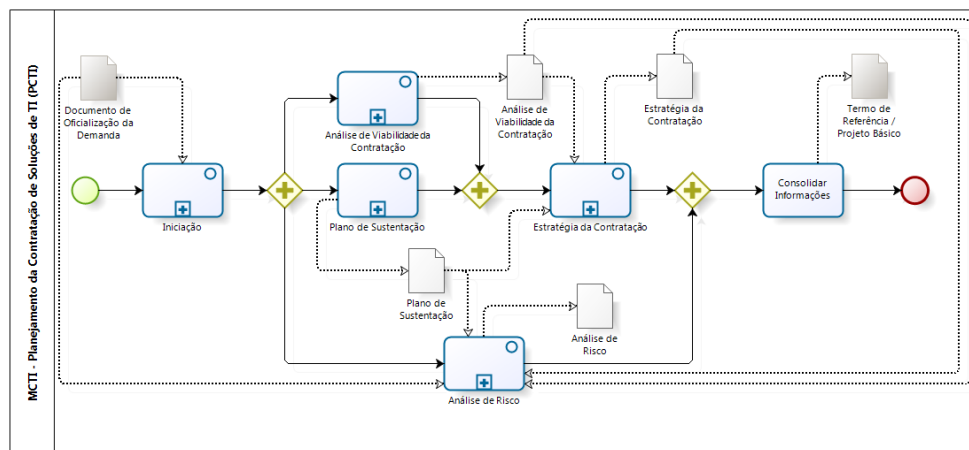 MCTI - Planejamento da Contratação de Soluções de TI (PCTI)
Documento de
Oficialização da
Demanda
Iniciação
Análise de Viabilidade da
Contratação
Plano de Sustentação
Análise
de Viabilidade da
Contratação
Estratégia da
Contratação
Termo de
Referência /
Projeto Básico
Estratégia da Contratação
Consolidar
Informações
Plano de
Sustentação
Análise de
Risco
Análise de Risco